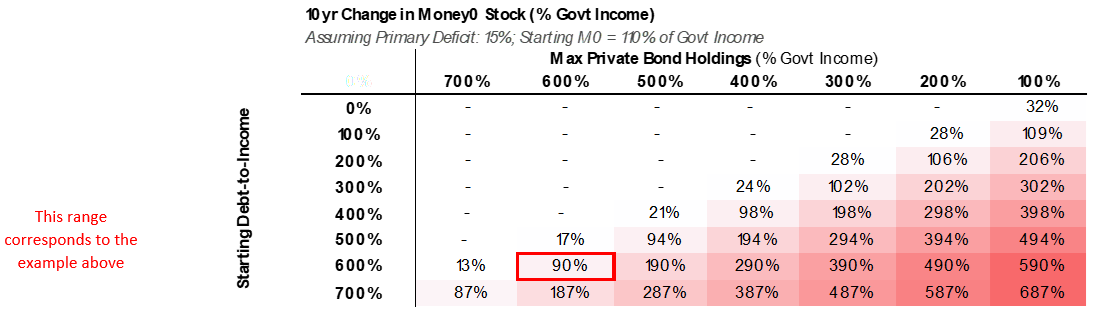 10yr Change in Money0 Stock (% Govt Income)
Assuming Primary Deficit: 15%; Starting M0 = 110% of Govt Income
Max Private Bond Holdings (% Govt Income)
0% 700% 600% 500% 400% 300% 200% 100%
Starting Debt-to-Income
0% - - - - - - 32%
100% - - - - - 28% 109%
200% - - - - 28% 106% 206%
300% - - - 24% 102% 202% 302%
400% - - 21% 98% 198% 298% 398%
500% - 17% 94% 194% 294% 394% 494%
600% 13% 90% 190% 290% 390% 490% 590%
700% 87% 187% 287% 387% 487% 587% 687%
This range
corresponds to the
example above